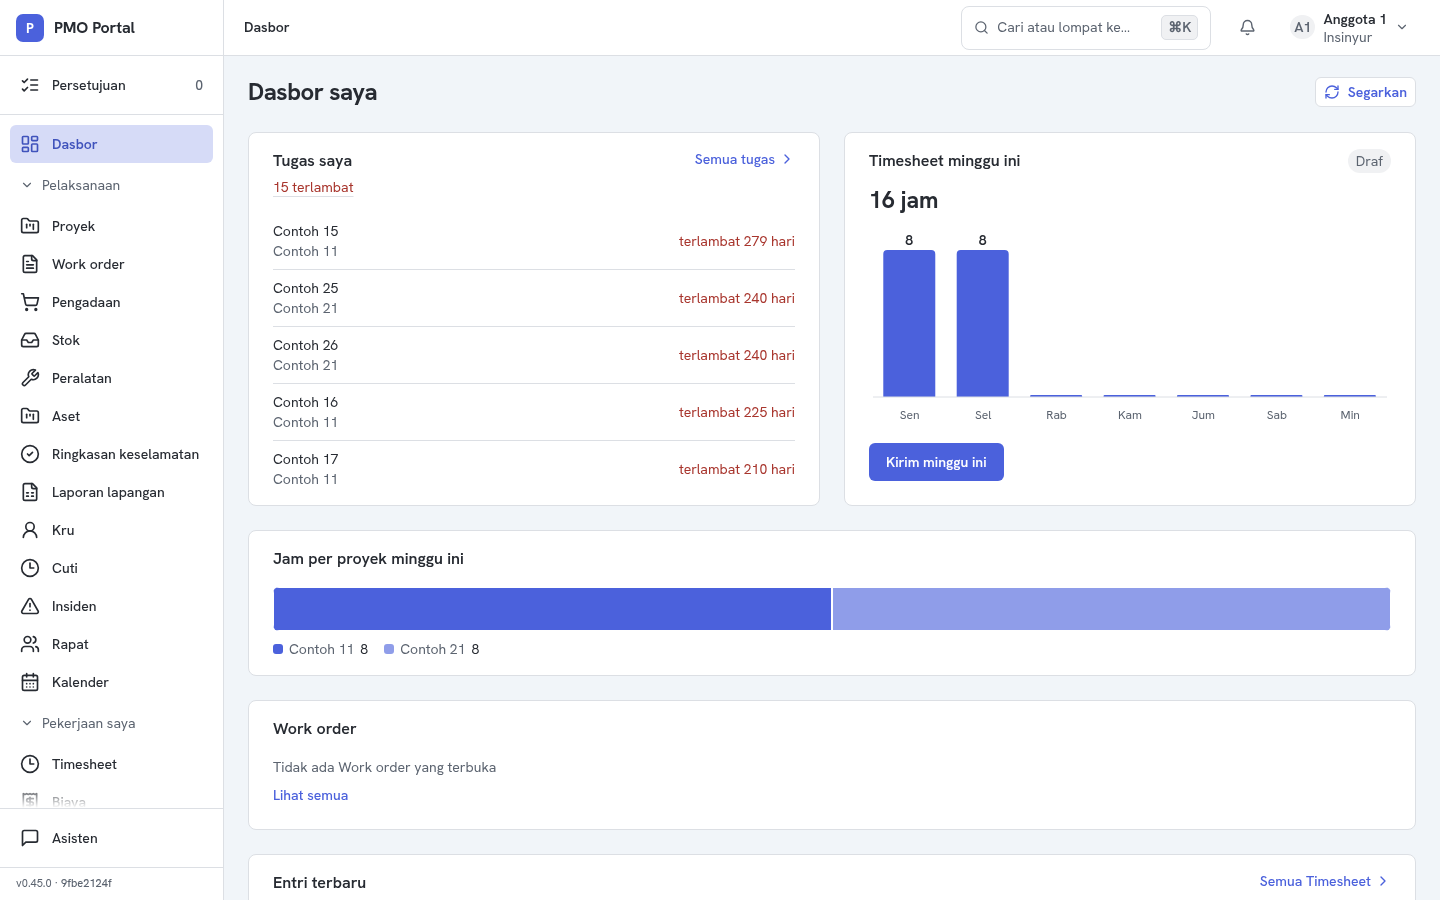 P PMO Portal
Dasbor
Cari atau lompat ke... ⌘K
A1 Anggota 1
Insinyur
Persetujuan 0
Dasbor
Pelaksanaan
Proyek
Work order
Pengadaan
Stok
Peralatan
Aset
Ringkasan keselamatan
Laporan lapangan
Kru
Cuti
Insiden
Rapat
Kalender
Pekerjaan saya
Timesheet
Biaya
Asisten
v0.45.0 · 9fbe2124f
Dasbor saya
Segarkan
Tugas saya
Semua tugas
15 terlambat
Contoh 15
Contoh 11
terlambat 279 hari
Contoh 25
Contoh 21
terlambat 240 hari
Contoh 26
Contoh 21
terlambat 240 hari
Contoh 16
Contoh 11
terlambat 225 hari
Contoh 17
Contoh 11
terlambat 210 hari
Timesheet minggu ini
Draf
16 jam
8 8
Sen Sel Rab Kam Jum Sab Min
Kirim minggu ini
Jam per proyek minggu ini
Contoh 11 8 Contoh 21 8
Work order
Tidak ada Work order yang terbuka
Lihat semua
Entri terbaru
Semua Timesheet